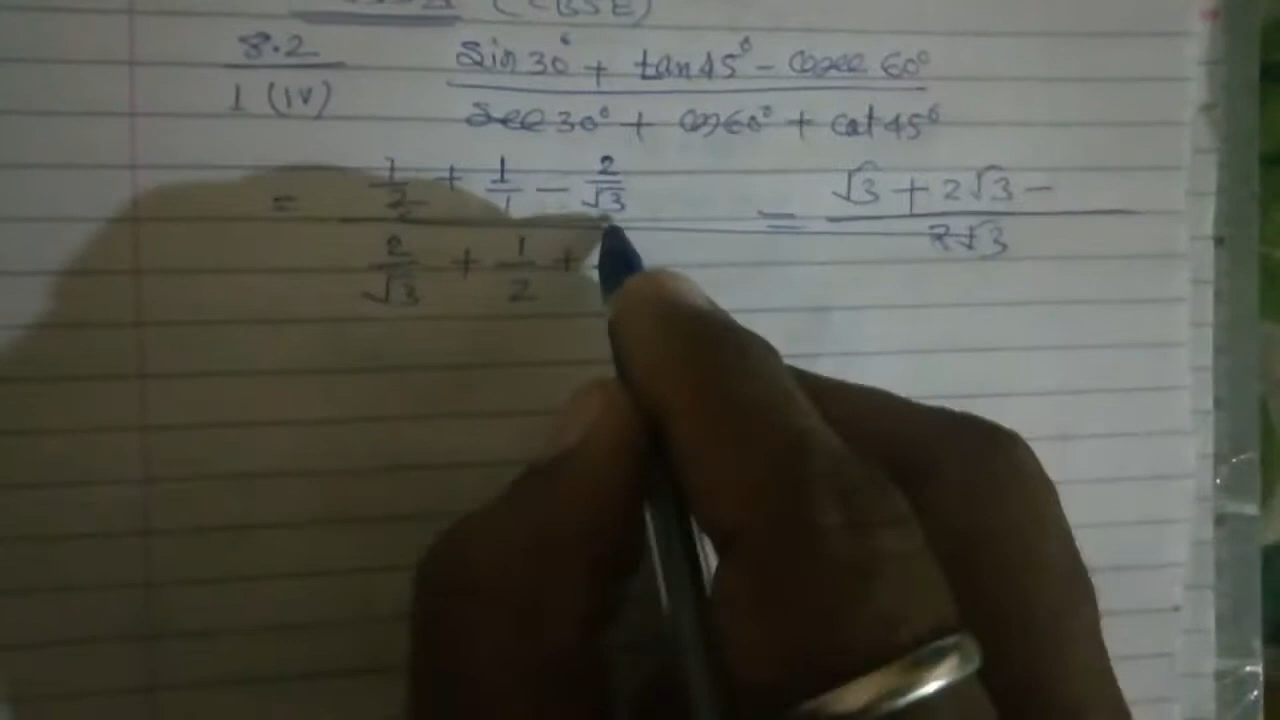 (CBSE)
8.2
1 (iv)
sin 30° + tan 45° - cosec 60°
sec 30° + cos 60° + cot 45°
= 1/2 + 1/1 - 2/√3
2/√3 + 1/2 +
= √3 + 2√3 -
2√3